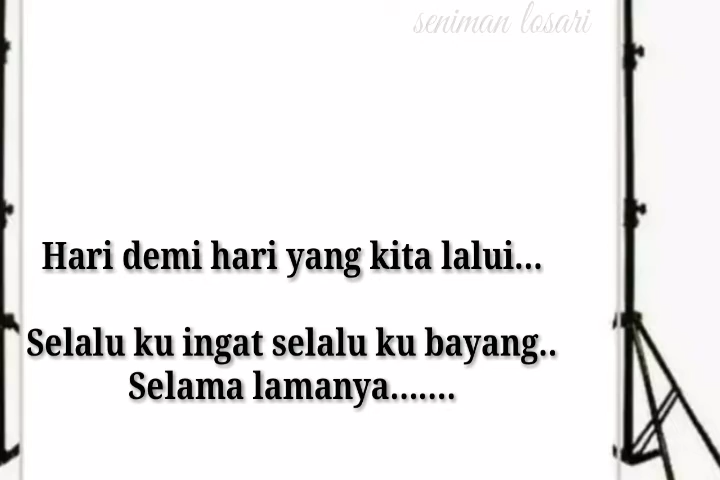 seniman losari
Hari demi hari yang kita lalui...
Selalu ku ingat selalu ku bayang..
Selama lamanya.......